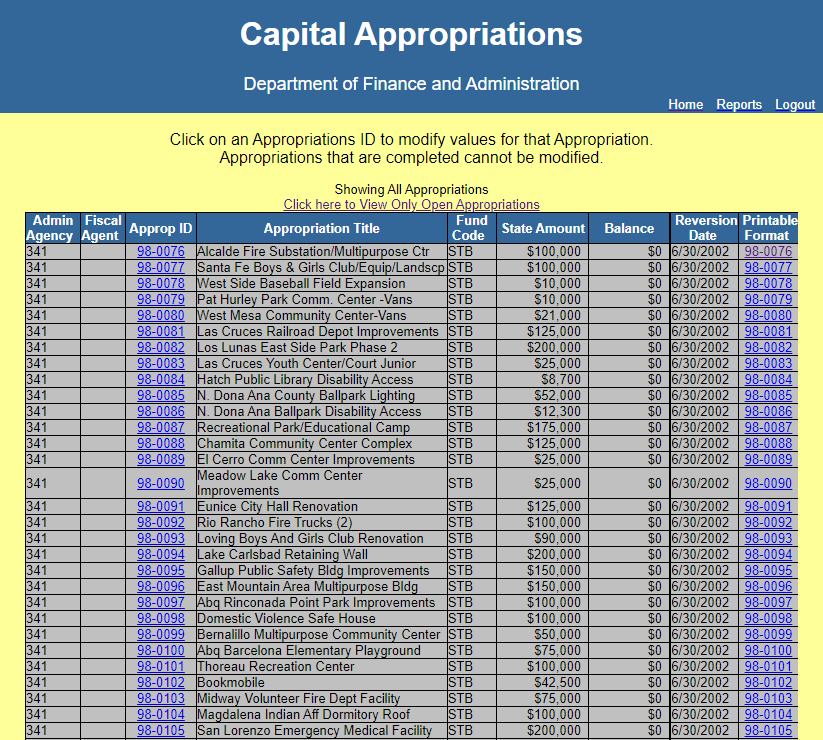 Capital Appropriations
Department of Finance and Administration
Home Reports Logout
Click on an Appropriations ID to modify values for that Appropriation.
Appropriations that are completed cannot be modified.
Showing All Appropriations
Click here to View Only Open Appropriations
Admin Agency Fiscal Agent Approp ID Appropriation Title Fund Code State Amount Balance Reversion Date Printable Format
341 98-0076 Alcalde Fire Substation/Multipurpose Ctr STB $100,000 $0 6/30/2002 98-0076
341 98-0077 Santa Fe Boys & Girls Club/Equip/Landscp STB $100,000 $0 6/30/2002 98-0077
341 98-0078 West Side Baseball Field Expansion STB $10,000 $0 6/30/2002 98-0078
341 98-0079 Pat Hurley Park Comm. Center -Vans STB $10,000 $0 6/30/2002 98-0079
341 98-0080 West Mesa Community Center-Vans STB $21,000 $0 6/30/2002 98-0080
341 98-0081 Las Cruces Railroad Depot Improvements STB $125,000 $0 6/30/2002 98-0081
341 98-0082 Los Lunas East Side Park Phase 2 STB $200,000 $0 6/30/2002 98-0082
341 98-0083 Las Cruces Youth Center/Court Junior STB $25,000 $0 6/30/2002 98-0083
341 98-0084 Hatch Public Library Disability Access STB $8,700 $0 6/30/2002 98-0084
341 98-0085 N. Dona Ana County Ballpark Lighting STB $52,000 $0 6/30/2002 98-0085
341 98-0086 N. Dona Ana Ballpark Disability Access STB $12,300 $0 6/30/2002 98-0086
341 98-0087 Recreational Park/Educational Camp STB $175,000 $0 6/30/2002 98-0087
341 98-0088 Chamita Community Center Complex STB $125,000 $0 6/30/2002 98-0088
341 98-0089 El Cerro Comm Center Improvements STB $25,000 $0 6/30/2002 98-0089
341 98-0090 Meadow Lake Comm Center Improvements STB $25,000 $0 6/30/2002 98-0090
341 98-0091 Eunice City Hall Renovation STB $125,000 $0 6/30/2002 98-0091
341 98-0092 Rio Rancho Fire Trucks (2) STB $100,000 $0 6/30/2002 98-0092
341 98-0093 Loving Boys And Girls Club Renovation STB $90,000 $0 6/30/2002 98-0093
341 98-0094 Lake Carlsbad Retaining Wall STB $200,000 $0 6/30/2002 98-0094
341 98-0095 Gallup Public Safety Bldg Improvements STB $150,000 $0 6/30/2002 98-0095
341 98-0096 East Mountain Area Multipurpose Bldg STB $150,000 $0 6/30/2002 98-0096
341 98-0097 Abq Rinconada Point Park Improvements STB $100,000 $0 6/30/2002 98-0097
341 98-0098 Domestic Violence Safe House STB $100,000 $0 6/30/2002 98-0098
341 98-0099 Bernalillo Multipurpose Community Center STB $50,000 $0 6/30/2002 98-0099
341 98-0100 Abq Barcelona Elementary Playground STB $75,000 $0 6/30/2002 98-0100
341 98-0101 Thoreau Recreation Center STB $100,000 $0 6/30/2002 98-0101
341 98-0102 Bookmobile STB $42,500 $0 6/30/2002 98-0102
341 98-0103 Midway Volunteer Fire Dept Facility STB $75,000 $0 6/30/2002 98-0103
341 98-0104 Magdalena Indian Aff Dormitory Roof STB $100,000 $0 6/30/2002 98-0104
341 98-0105 San Lorenzo Emergency Medical Facility STB $200,000 $0 6/30/2002 98-0105